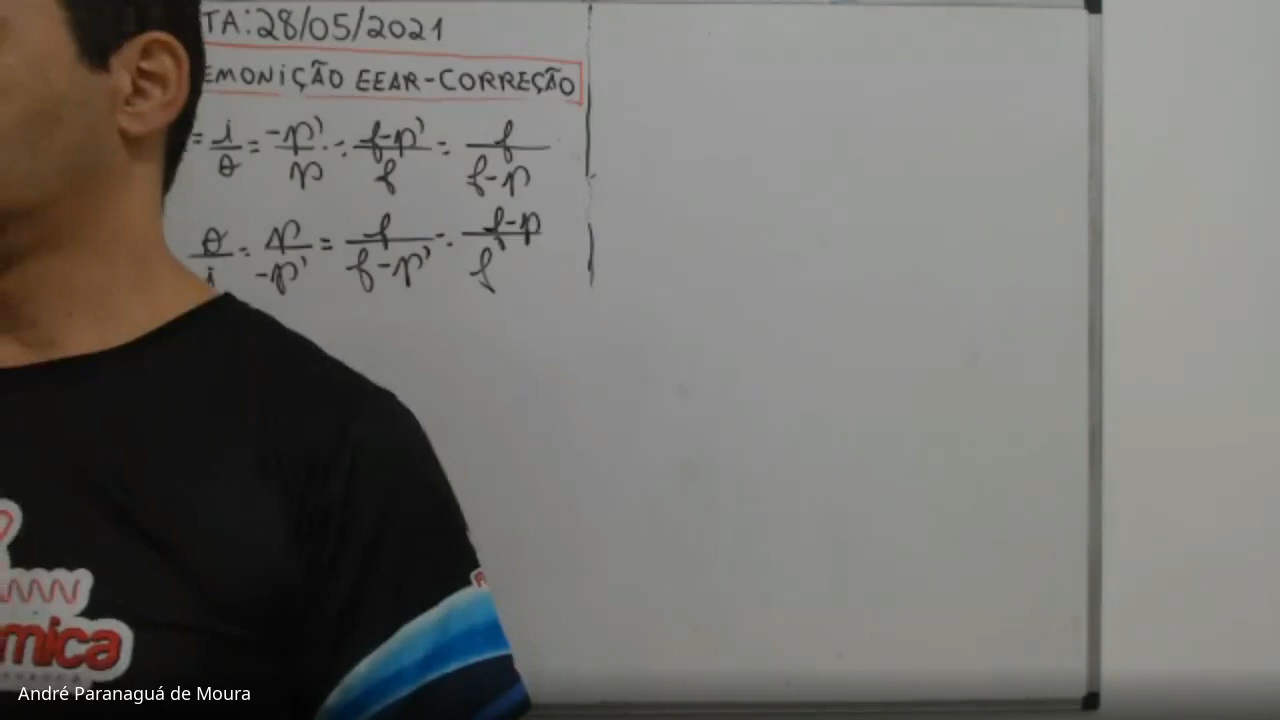 TA: 28/05/2021
EMONIÇÃO EEAR-CORREÇÃO
= i/θ = -p'/p = f-p'/f = f/f-p
θ/i = p/-p' = f/f-p' = f-p/f
mica
André Paranaguá de Moura